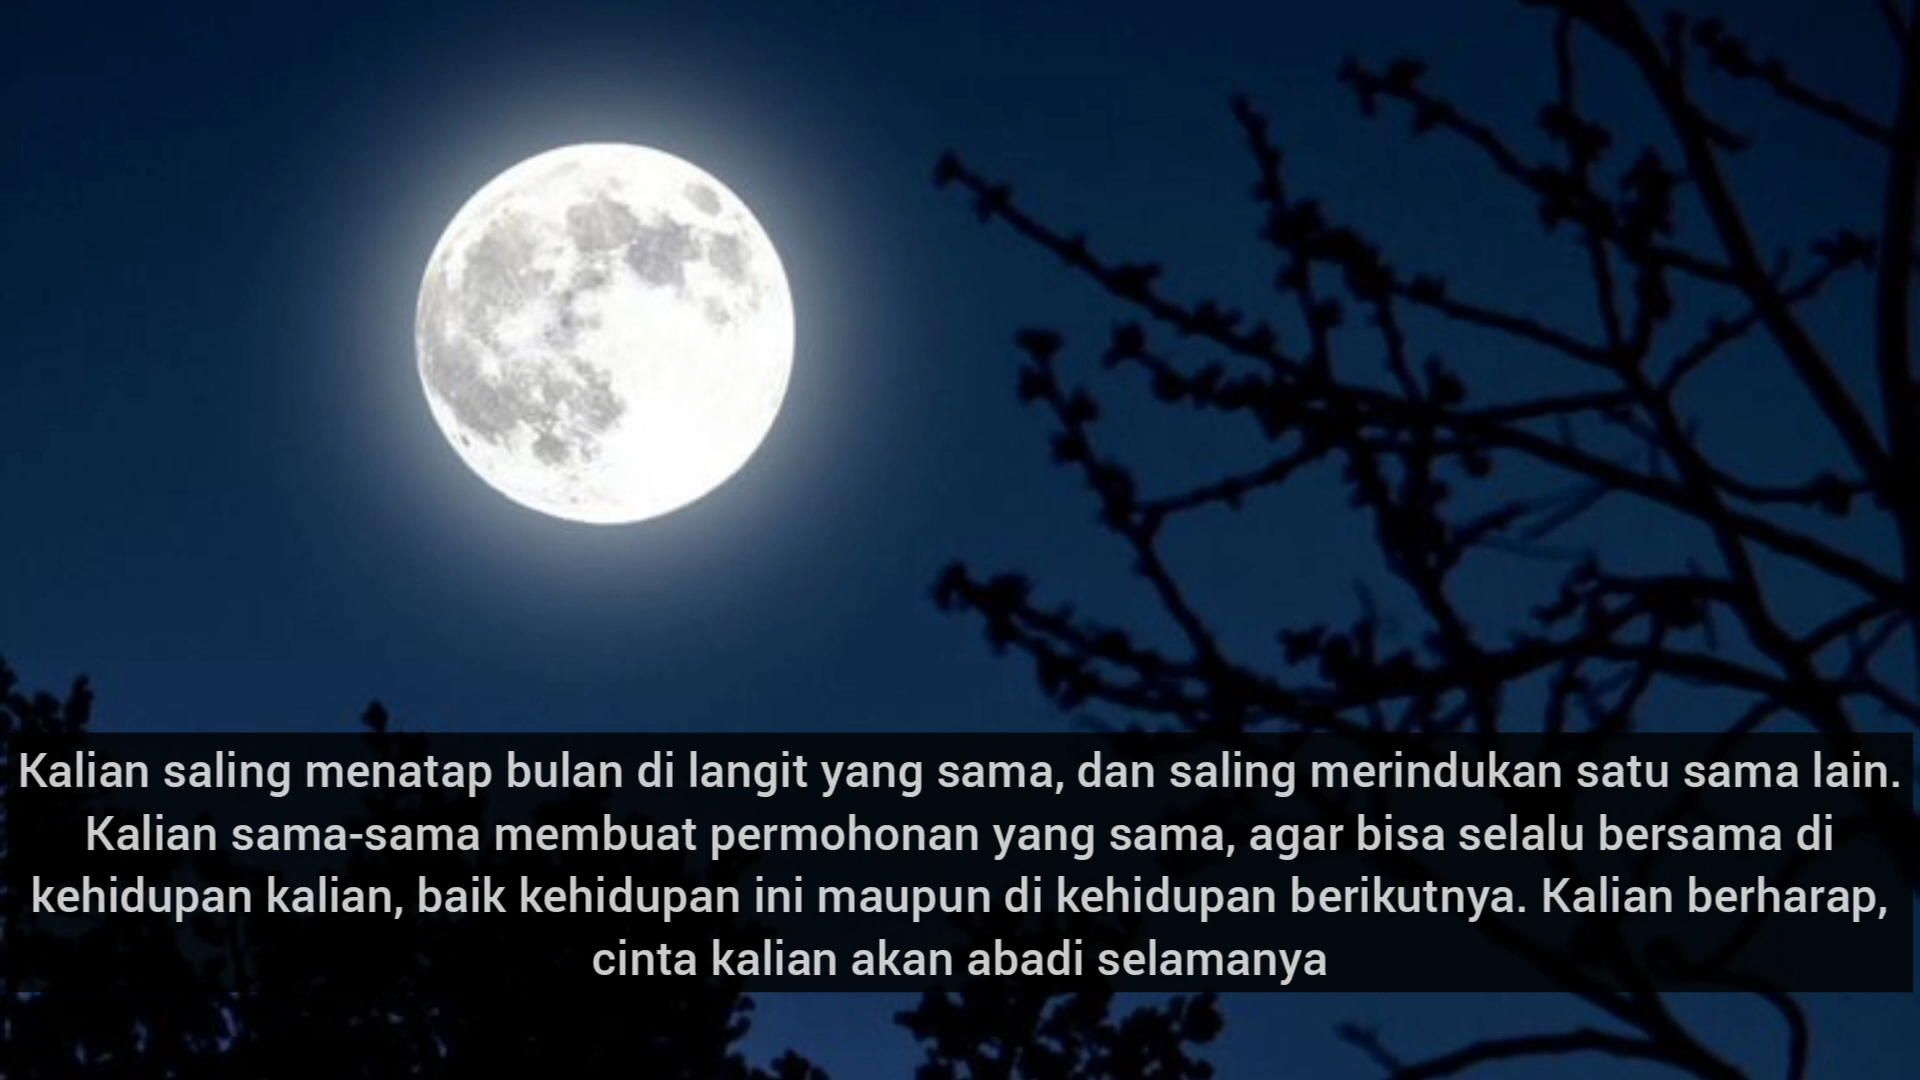 Kalian saling menatap bulan di langit yang sama, dan saling merindukan satu sama lain.
Kalian sama-sama membuat permohonan yang sama, agar bisa selalu bersama di
kehidupan kalian, baik kehidupan ini maupun di kehidupan berikutnya. Kalian berharap,
cinta kalian akan abadi selamanya